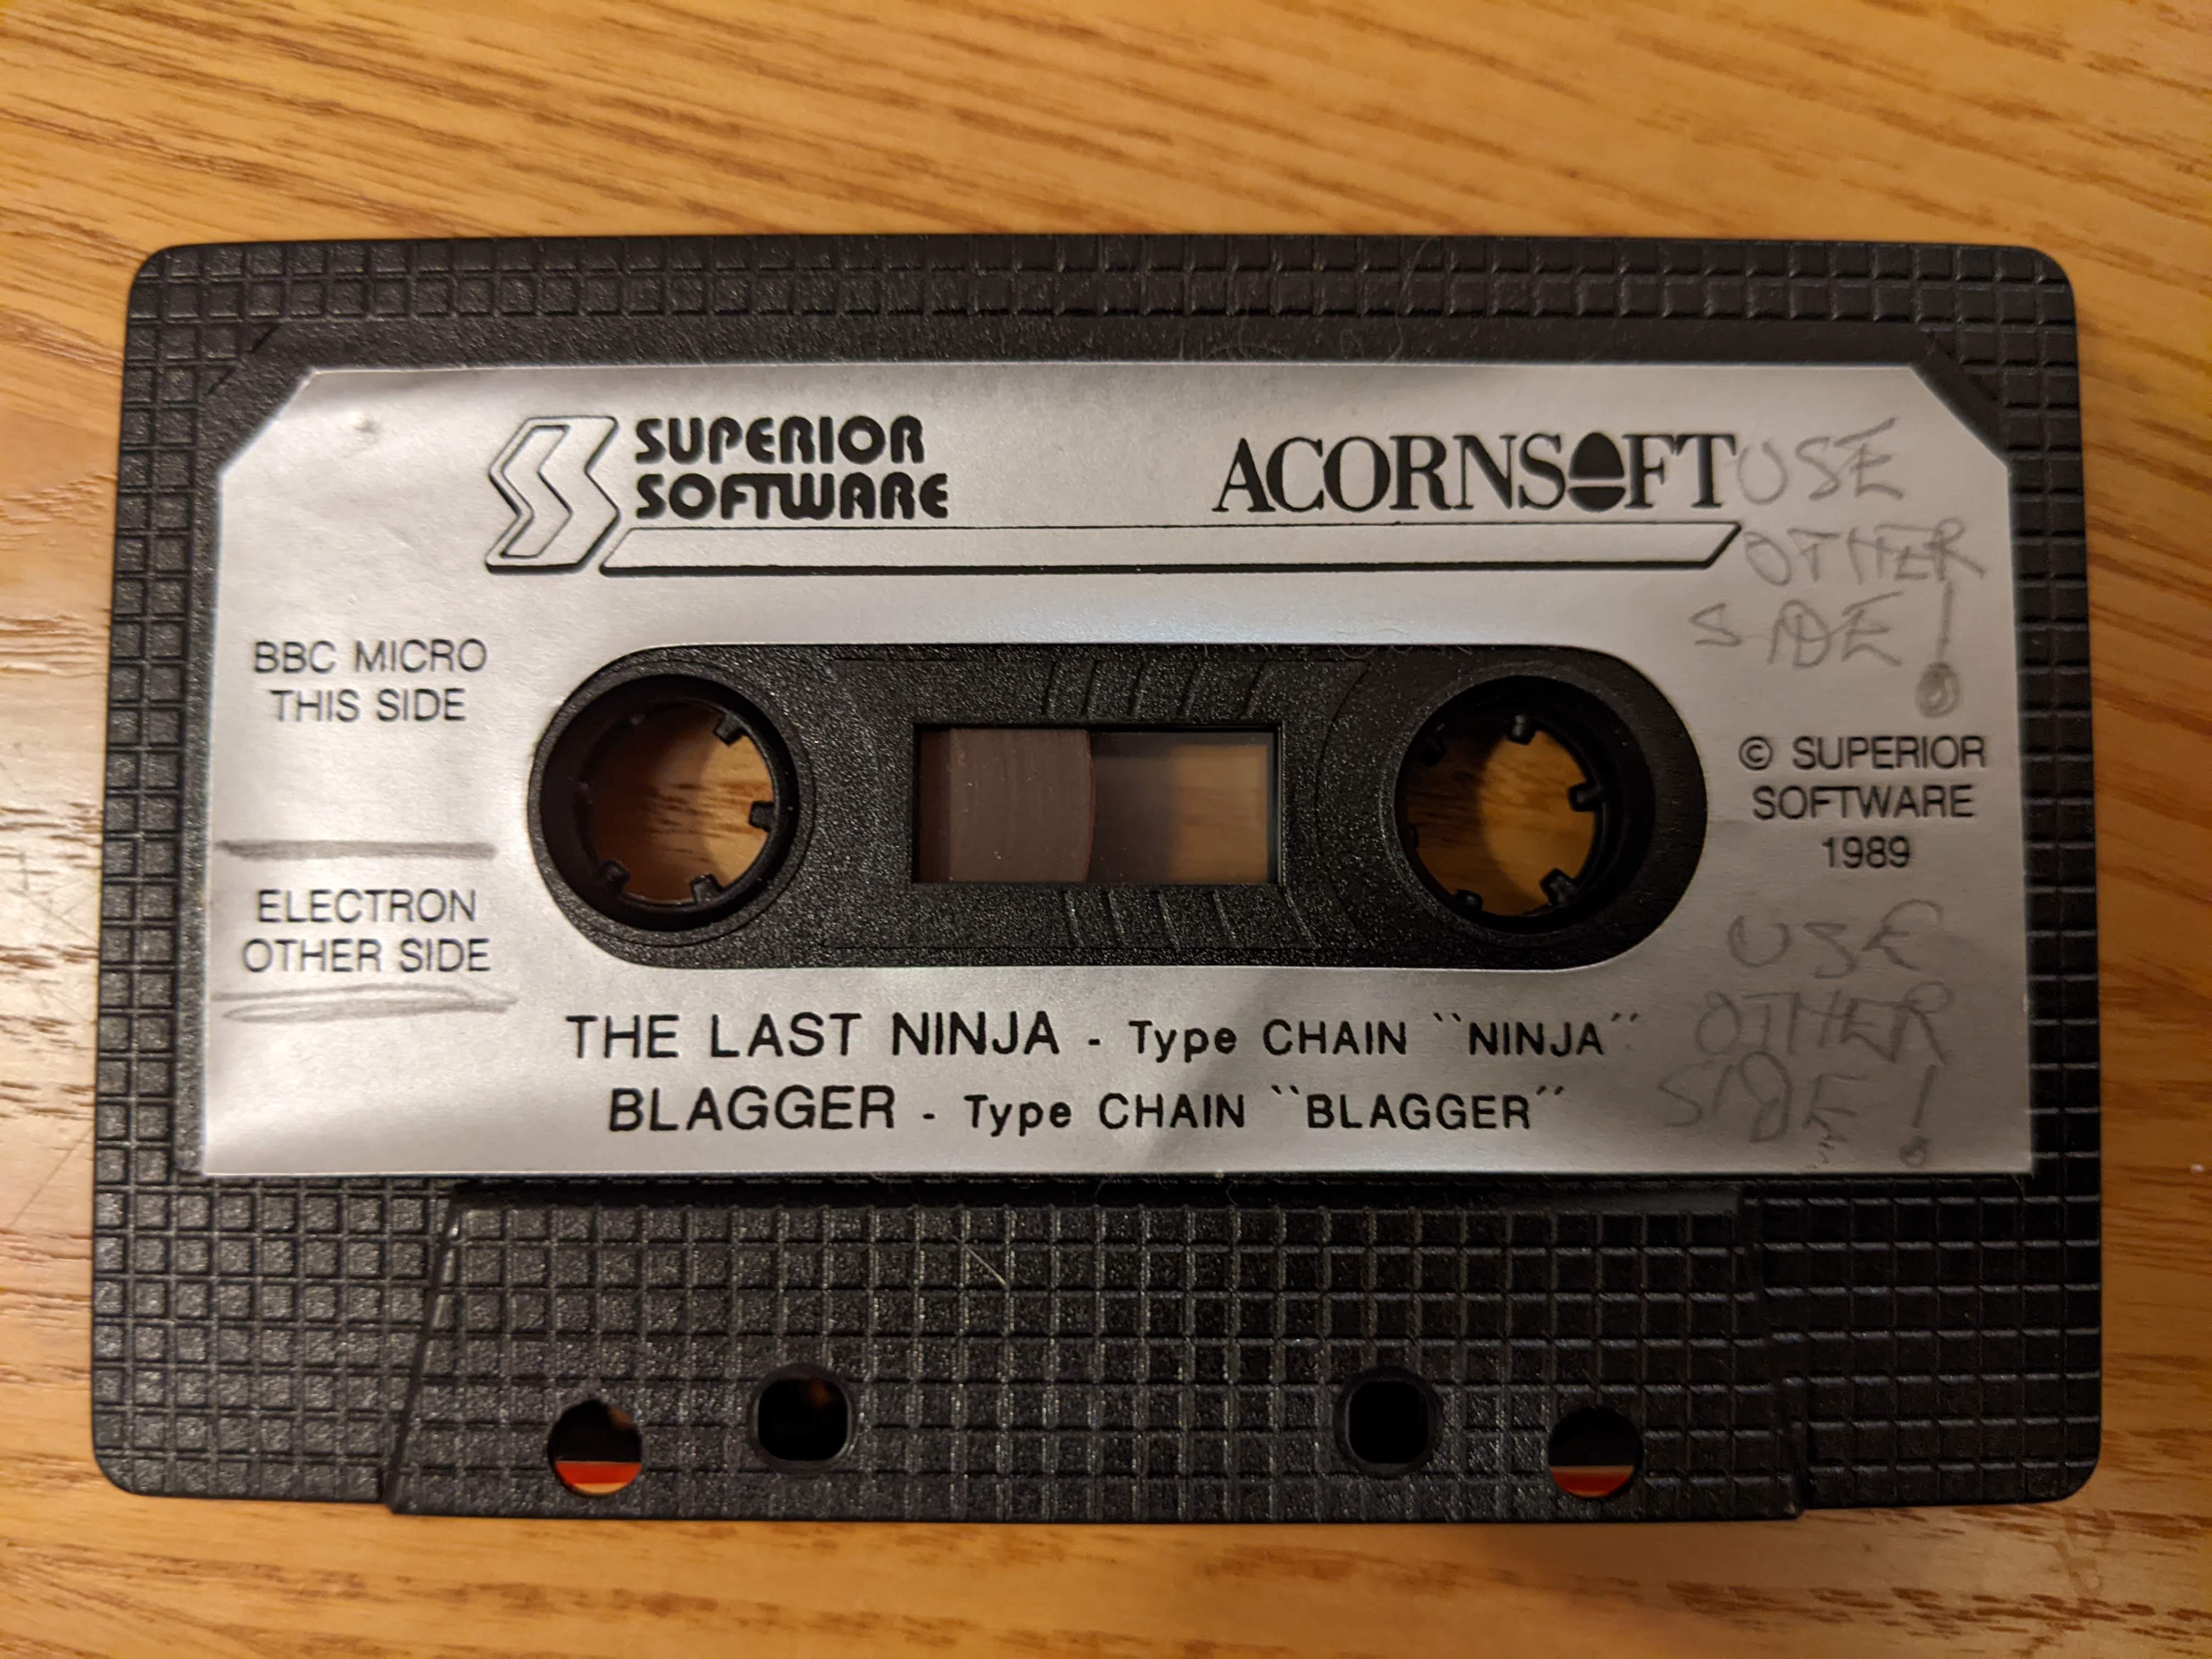 SUPERIOR
SOFTWARE
ACORNSOFT
USE
OTHER
SIDE!
BBC MICRO
THIS SIDE
© SUPERIOR
SOFTWARE
1989
ELECTRON
OTHER SIDE
USE
OTHER
SIDE!
THE LAST NINJA - Type CHAIN ``NINJA´´
BLAGGER - Type CHAIN ``BLAGGER´´